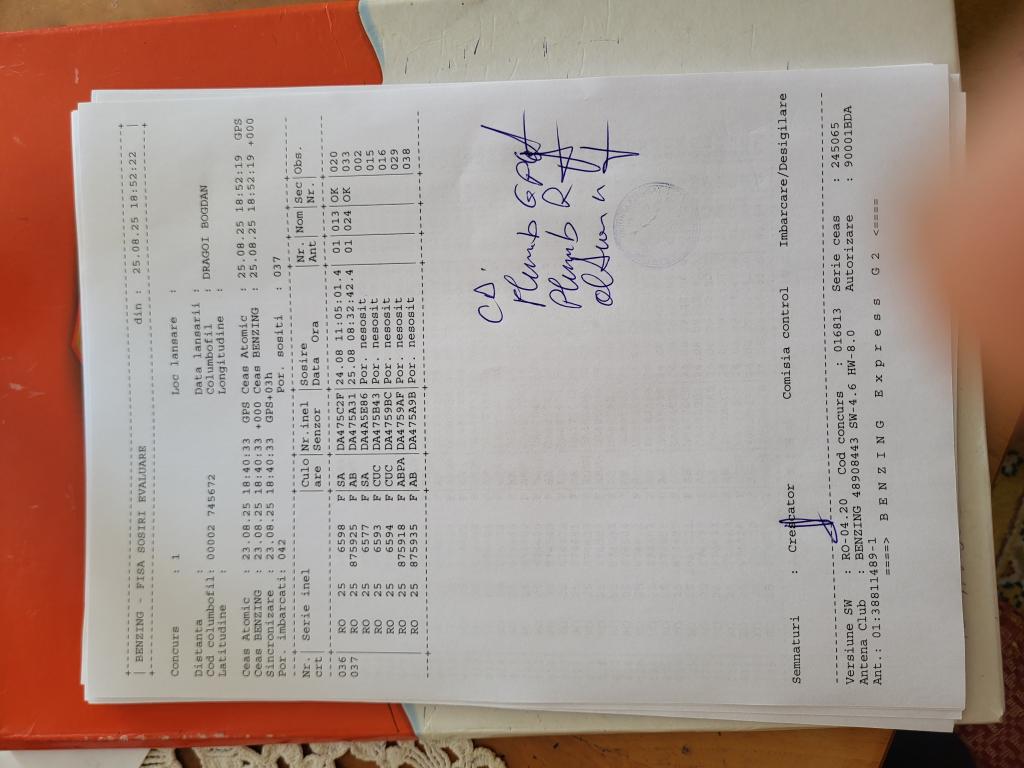 BENZING - FISA SOSIRI EVALUARE din : 25.08.25 18:52:22
Concurs : 1 Loc lansare :
Distanta : Data lansarii :
Cod columbofil: 00002 745672 Columbofil : DRAGOI BOGDAN
Latitudine : Longitudine :
Ceas Atomic : 23.08.25 18:40:33 GPS Ceas Atomic : 25.08.25 18:52:19 GPS
Ceas BENZING : 23.08.25 18:40:33 +000 Ceas BENZING : 25.08.25 18:52:19 +000
Sincronizare : 23.08.25 18:40:33 GPS+03h
Por. imbarcati: 042 Por. sositi : 037
Nr. | Serie inel | Culo | Nr.inel | Sosire | Nr. | Nom | Sec | Obs.
crt | | are | Senzor | Data Ora | Ant | | Nr. |
036 RO 25 6598 F SA DA475C2F 24.08 11:05:01.4 01 013 OK 020
037 RO 25 875925 F AB DA475A31 25.08 08:32:42.4 01 024 OK 033
RO 25 6577 F SA DA4A5E86 Por. nesosit 002
RO 25 6593 F CUC DA475B43 Por. nesosit 015
RO 25 6594 F CUC DA4759BC Por. nesosit 016
RO 25 875918 F ABPA DA4759AF Por. nesosit 029
RO 25 875935 F AB DA475A9B Por. nesosit 038
CD.
Plumb
Plumb R
Semnaturi : Crescator Comisia control Imbarcare/Desigilare
Versiune SW : RO-04.20 Cod concurs : 016813 Serie ceas : 245065
Antena Club : BENZING 48908443 SW-4.6 HW-8.0 Autorizare : 90001BDA
Ant.: 01:38811489-1
====> B E N Z I N G E x p r e s s G 2 <====